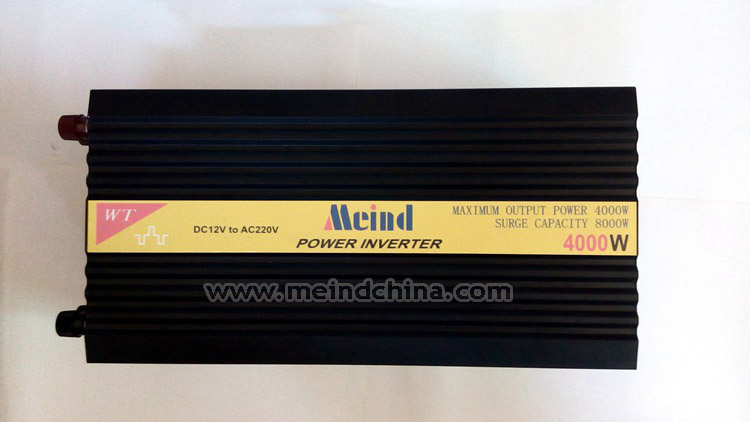 WT
DC12V to AC220V
Meind
POWER INVERTER
MAXIMUM OUTPUT POWER 4000W
SURGE CAPACITY 8000W
4000W
www.meindchina.com